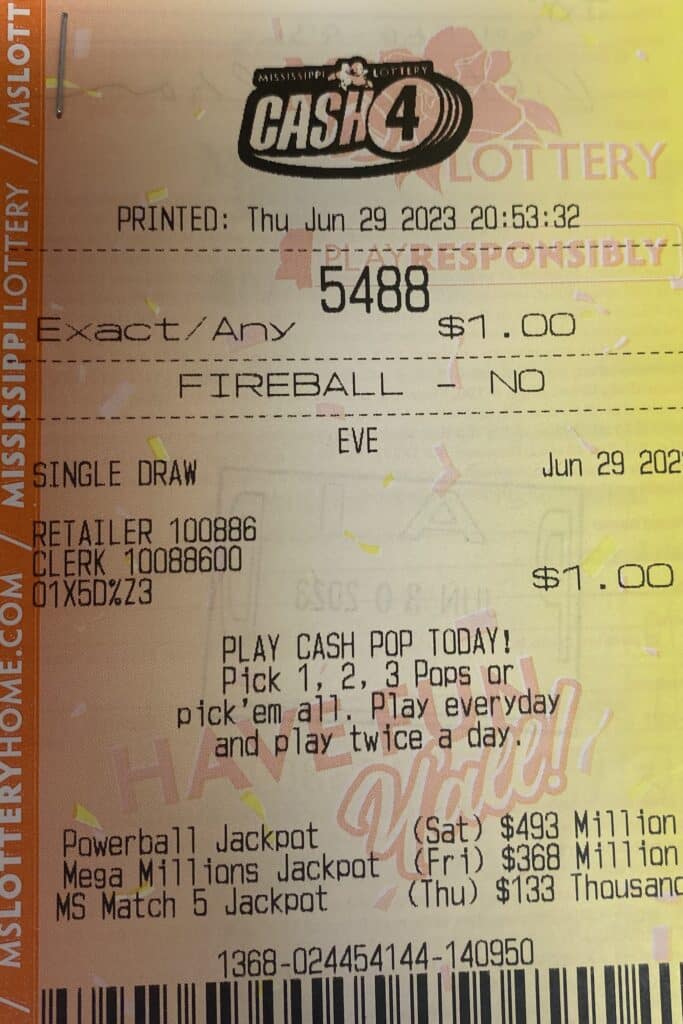 MISSISSIPPI LOTTERY
CASH 4
LOTTERY
PRINTED: Thu Jun 29 2023 20:53:32
PLAY RESPONSIBLY
5488
Exact/Any $1.00
FIREBALL - NO
EVE
SINGLE DRAW Jun 29 202
RETAILER 100886
CLERK 10088600
01X5D%Z3 $1.00
PAID
JUN 30 2023
PLAY CASH POP TODAY!
Pick 1, 2, 3 Pops or
pick'em all. Play everyday
and play twice a day.
HAVE FUN
Y'all!
Powerball Jackpot (Sat) $493 Million
Mega Millions Jackpot (Fri) $368 Million
MS Match 5 Jackpot (Thu) $133 Thousand
1368-024454144-140950
/ MSLOTTERYHOME.COM / MISSISSIPPI LOTTERY / MSLOTT